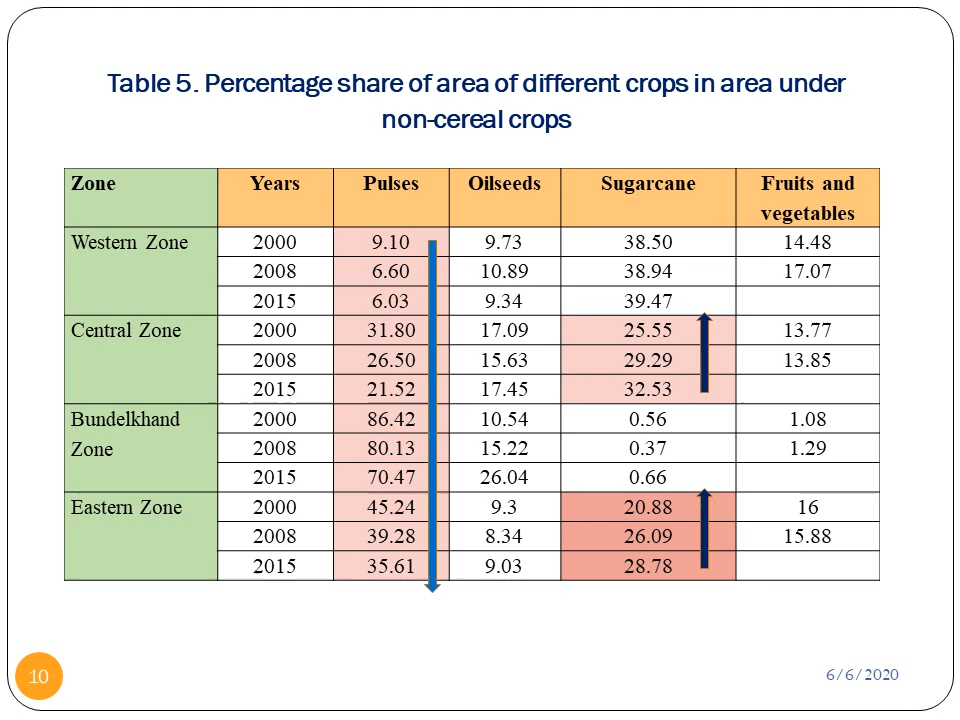 Table 5. Percentage share of area of different crops in area under
non-cereal crops
Zone Years Pulses Oilseeds Sugarcane Fruits and
vegetables
Western Zone 2000 9.10 9.73 38.50 14.48
2008 6.60 10.89 38.94 17.07
2015 6.03 9.34 39.47
Central Zone 2000 31.80 17.09 25.55 13.77
2008 26.50 15.63 29.29 13.85
2015 21.52 17.45 32.53
Bundelkhand 2000 86.42 10.54 0.56 1.08
Zone 2008 80.13 15.22 0.37 1.29
2015 70.47 26.04 0.66
Eastern Zone 2000 45.24 9.3 20.88 16
2008 39.28 8.34 26.09 15.88
2015 35.61 9.03 28.78
10 6/6/2020